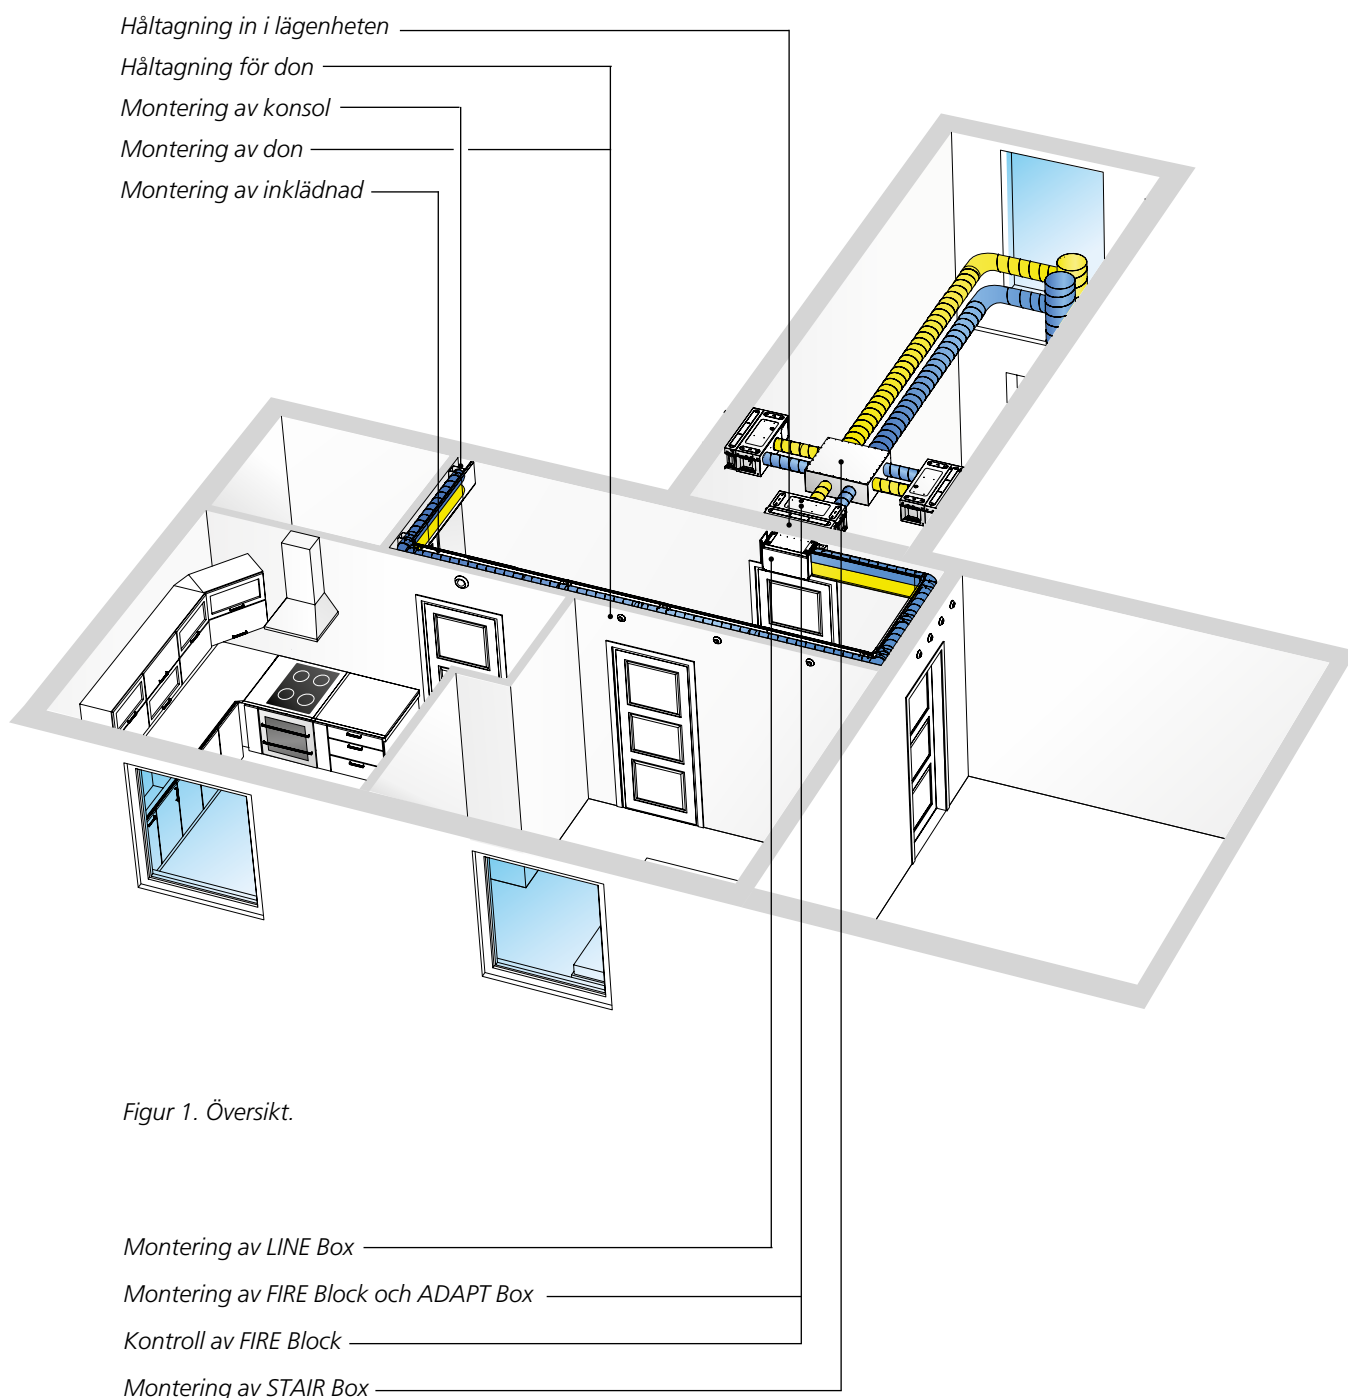 Håltagning in i lägenheten
Håltagning för don
Montering av konsol
Montering av don
Montering av inklädnad
Figur 1. Översikt.
Montering av LINE Box
Montering av FIRE Block och ADAPT Box
Kontroll av FIRE Block
Montering av STAIR Box